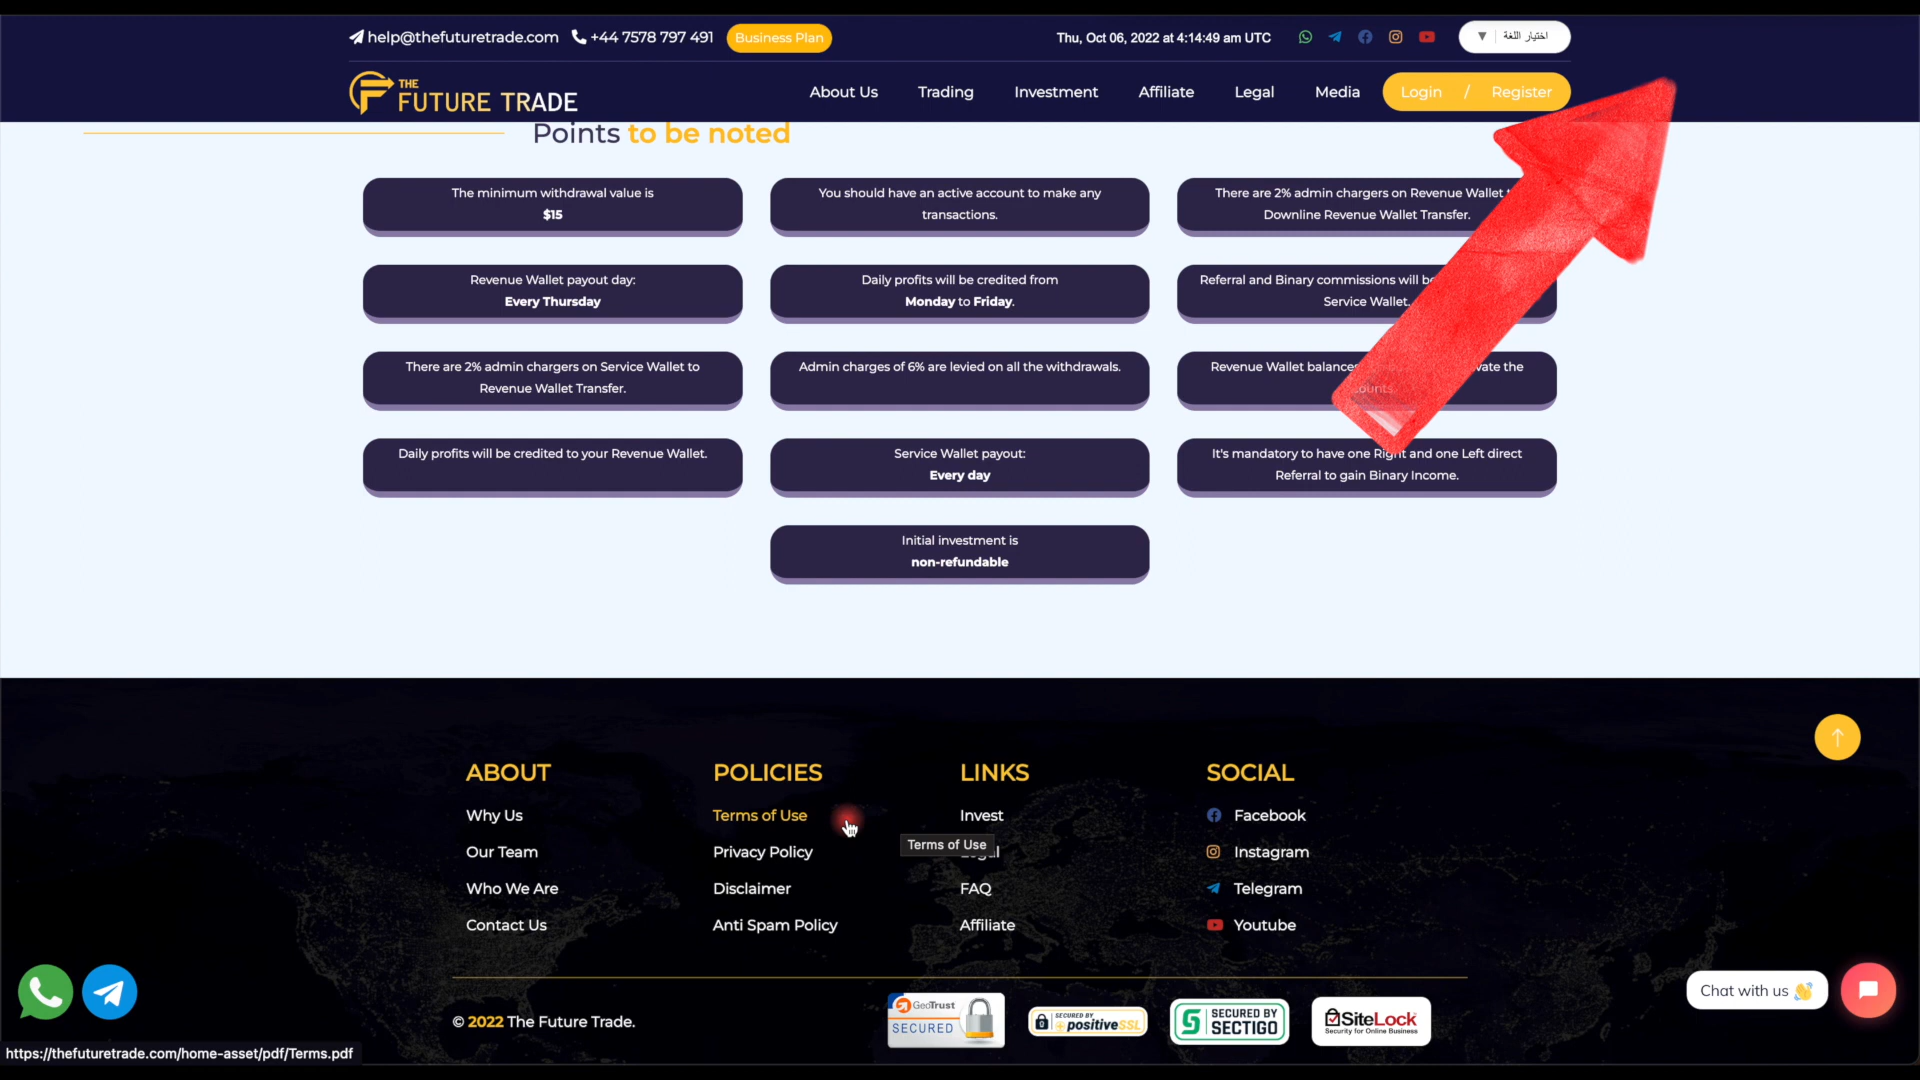 help@thefuturetrade.com +44 7578 797 491 Business Plan Thu, Oct 06, 2022 at 4:14:49 am UTC ▼ اختيار اللغة
THE
FUTURE TRADE
About Us Trading Investment Affiliate Legal Media Login / Register
Points to be noted
The minimum withdrawal value is
$15
You should have an active account to make any
transactions.
There are 2% admin chargers on Revenue Wallet
Downline Revenue Wallet Transfer.
Revenue Wallet payout day:
Every Thursday
Daily profits will be credited from
Monday to Friday.
Referral and Binary commissions will
Service Wallet.
There are 2% admin chargers on Service Wallet to
Revenue Wallet Transfer.
Admin charges of 6% are levied on all the withdrawals.
Revenue Wallet the
Daily profits will be credited to your Revenue Wallet.
Service Wallet payout:
Every day
It's mandatory to have one Right and one Left direct
Referral to gain Binary Income.
Initial investment is
non-refundable
ABOUT
Why Us
Our Team
Who We Are
Contact Us
POLICIES
Terms of Use
Privacy Policy
Disclaimer
Anti Spam Policy
Terms of Use
LINKS
Invest
Legal
FAQ
Affiliate
SOCIAL
Facebook
Instagram
Telegram
Youtube
Chat with us 👋
© 2022 The Future Trade.
GeoTrust
SECURED
SECURED BY
positiveSSL
SECURED BY
SECTIGO
SiteLock
Security for Online Business
https://thefuturetrade.com/home-asset/pdf/Terms.pdf